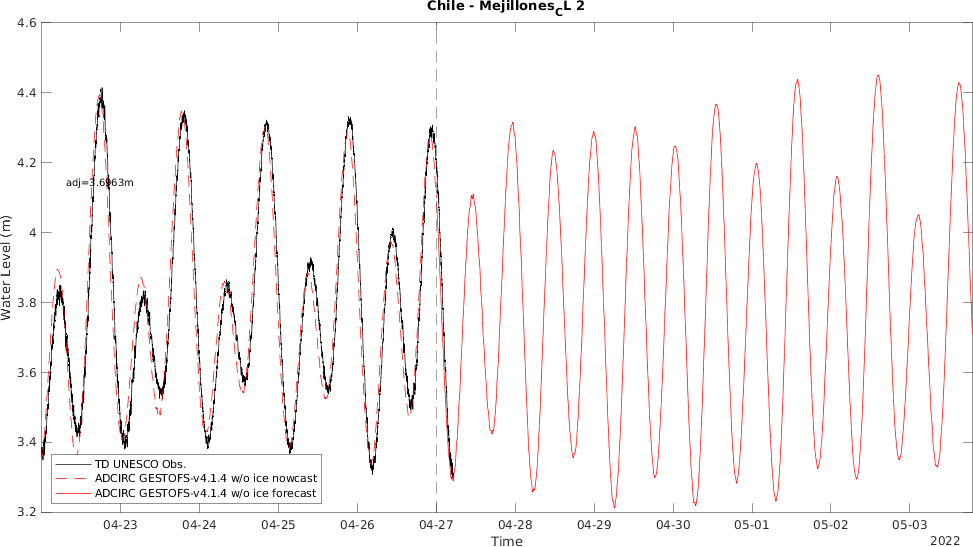 Chile - Mejillones_CL 2
4.6
4.4
4.2
4
3.8
3.6
3.4
3.2
Water Level (m)
adj=3.6963m
TD UNESCO Obs.
ADCIRC GESTOFS-v4.1.4 w/o ice nowcast
ADCIRC GESTOFS-v4.1.4 w/o ice forecast
04-23 04-24 04-25 04-26 04-27 04-28 04-29 04-30 05-01 05-02 05-03
Time
2022